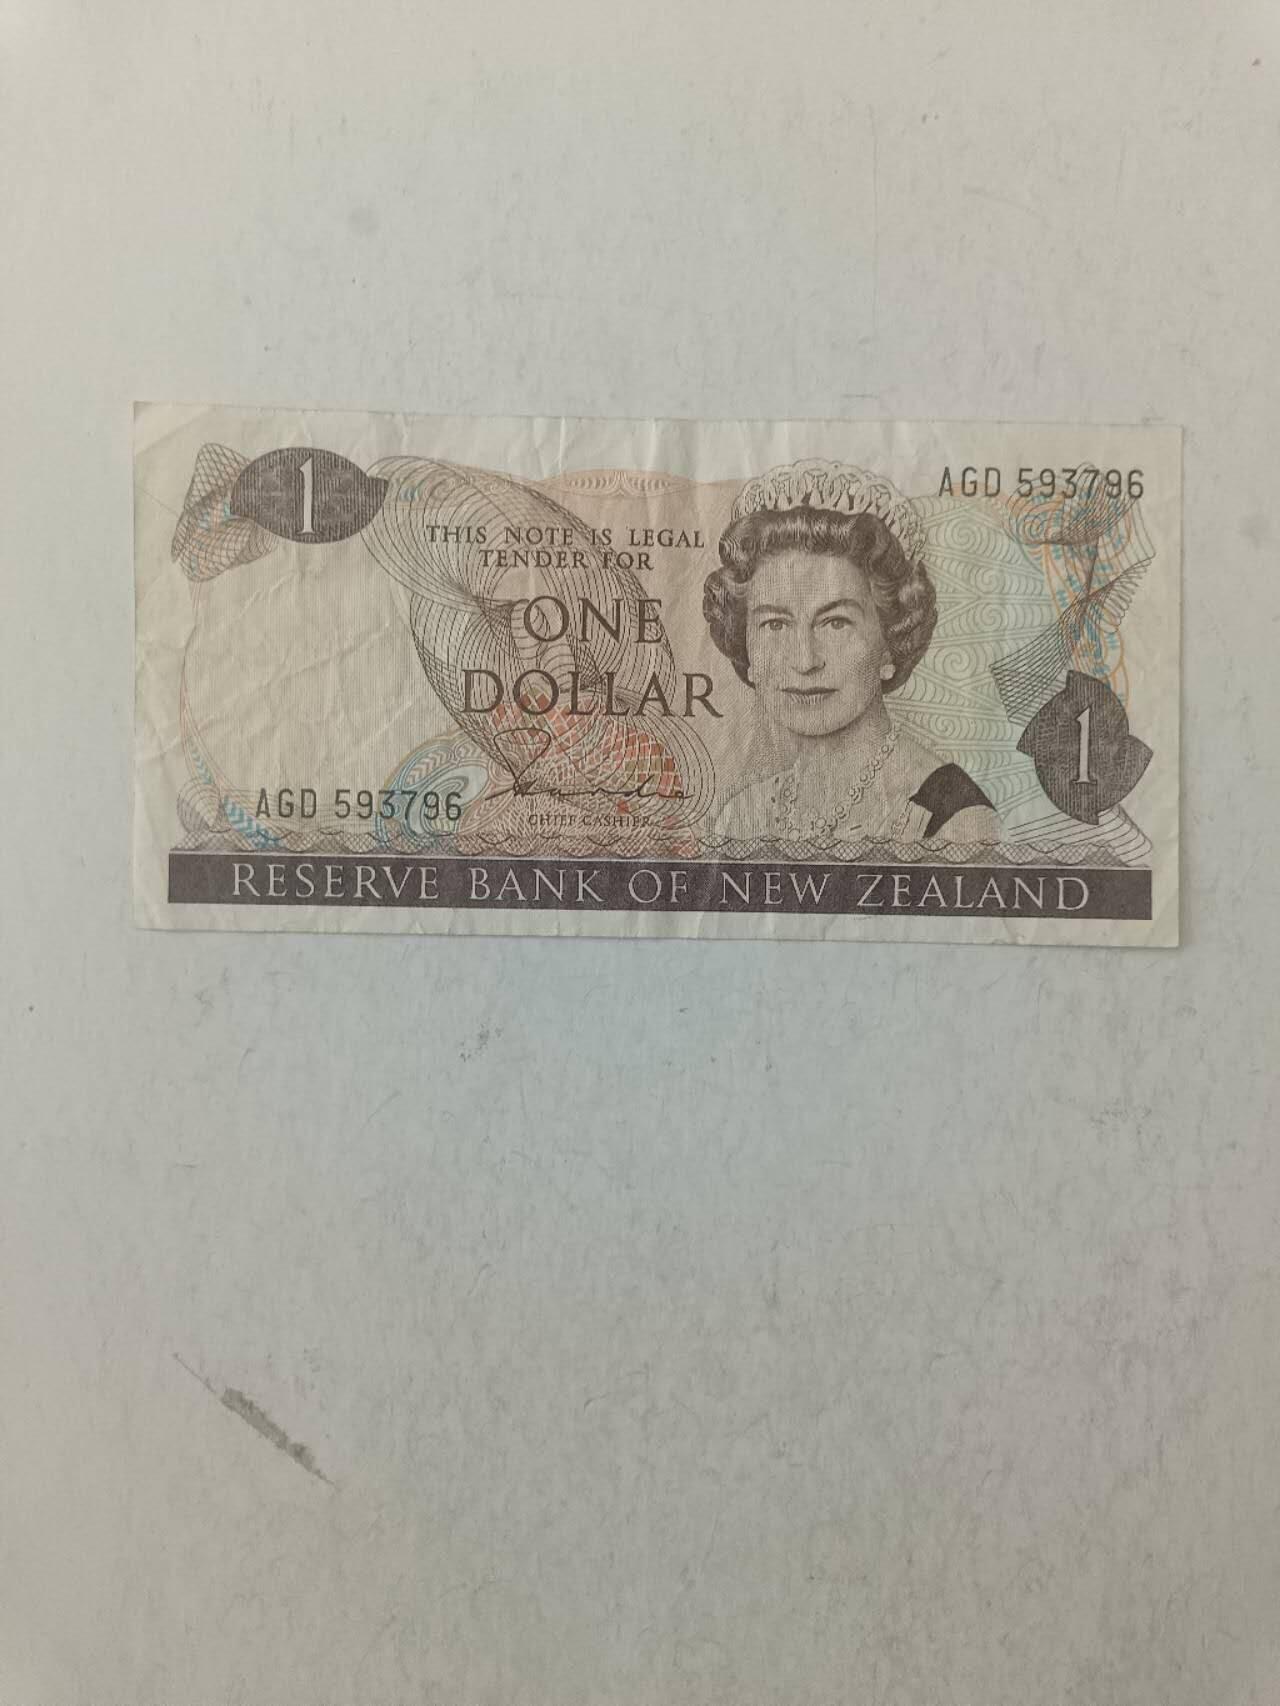 1
AGD 593796
THIS NOTE IS LEGAL
TENDER FOR
ONE
DOLLAR
1
AGD 593796
CHIEF CASHIER
RESERVE BANK OF NEW ZEALAND